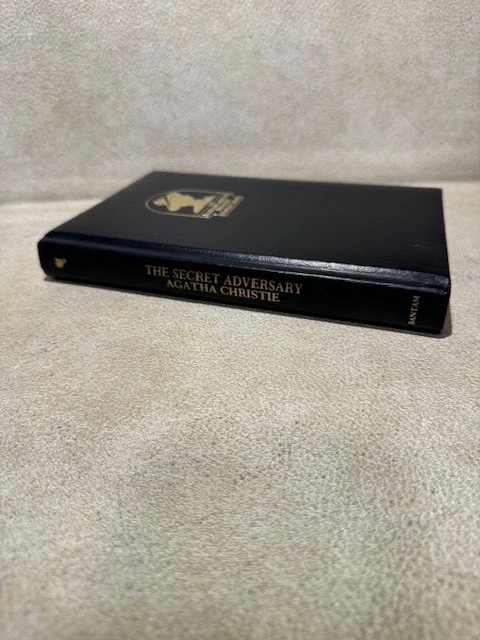 THE SECRET ADVERSARY
AGATHA CHRISTIE
BANTAM